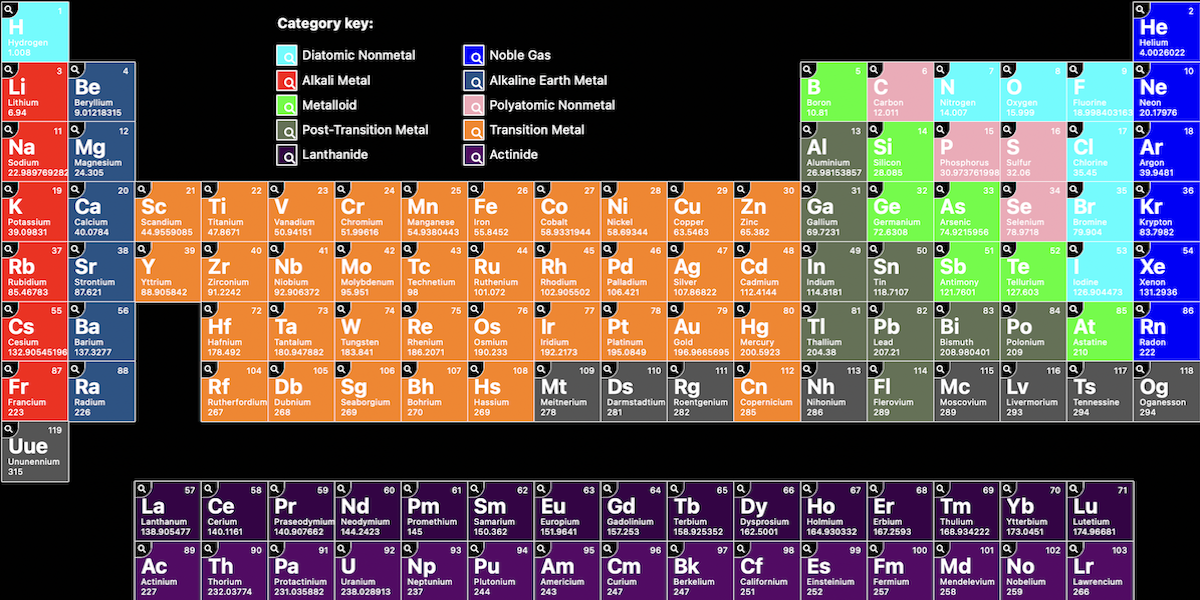 1 2
H Category key: He
Hydrogen Helium
1.008 4.0026022
Diatomic Nonmetal Noble Gas
Alkali Metal Alkaline Earth Metal
Metalloid Polyatomic Nonmetal
Post-Transition Metal Transition Metal
Lanthanide Actinide
3 4 5 6 7 8 9 10
Li Be B C N O F Ne
Lithium Beryllium Boron Carbon Nitrogen Oxygen Fluorine Neon
6.94 9.01218315 10.81 12.011 14.007 15.999 18.998403153 20.17976
11 12 13 14 15 16 17 18
Na Mg Al Si P S Cl Ar
Sodium Magnesium Aluminium Silicon Phosphorus Sulfur Chlorine Argon
22.989769282 24.305 26.98153857 28.085 30.973761998 32.06 35.45 39.9481
19 20 21 22 23 24 25 26 27 28 29 30 31 32 33 34 35 36
K Ca Sc Ti V Cr Mn Fe Co Ni Cu Zn Ga Ge As Se Br Kr
Potassium Calcium Scandium Titanium Vanadium Chromium Manganese Iron Cobalt Nickel Copper Zinc Gallium Germanium Arsenic Selenium Bromine Krypton
39.09831 40.0784 44.9559085 47.8671 50.94151 51.99616 54.9380443 55.8452 58.9331944 58.69344 63.5463 65.382 69.7231 72.6308 74.9215956 78.9718 79.904 83.7982
37 38 39 40 41 42 43 44 45 46 47 48 49 50 51 52 53 54
Rb Sr Y Zr Nb Mo Tc Ru Rh Pd Ag Cd In Sn Sb Te I Xe
Rubidium Strontium Yttrium Zirconium Niobium Molybdenum Technetium Ruthenium Rhodium Palladium Silver Cadmium Indium Tin Antimony Tellurium Iodine Xenon
85.46783 87.621 88.905842 91.2242 92.906372 95.951 98 101.072 102.905502 106.421 107.86822 112.4144 114.8181 118.7107 121.7601 127.603 126.904473 131.2936
55 56 72 73 74 75 76 77 78 79 80 81 82 83 84 85 86
Cs Ba Hf Ta W Re Os Ir Pt Au Hg Tl Pb Bi Po At Rn
Cesium Barium Hafnium Tantalum Tungsten Rhenium Osmium Iridium Platinum Gold Mercury Thallium Lead Bismuth Polonium Astatine Radon
132.90545196 137.3277 178.492 180.947882 183.841 186.2071 190.233 192.2173 195.0849 196.9665695 200.5923 204.38 207.21 208.980401 209 210 222
87 88 104 105 106 107 108 109 110 111 112 113 114 115 116 117 118
Fr Ra Rf Db Sg Bh Hs Mt Ds Rg Cn Nh Fl Mc Lv Ts Og
Francium Radium Rutherfordium Dubnium Seaborgium Bohrium Hassium Meitnerium Darmstadtium Roentgenium Copernicium Nihonium Flerovium Moscovium Livermorium Tennessine Oganesson
223 226 267 268 269 270 269 278 281 282 285 286 289 289 293 294 294
119
Uue
Ununennium
315
57 58 59 60 61 62 63 64 65 66 67 68 69 70 71
La Ce Pr Nd Pm Sm Eu Gd Tb Dy Ho Er Tm Yb Lu
Lanthanum Cerium Praseodymium Neodymium Promethium Samarium Europium Gadolinium Terbium Dysprosium Holmium Erbium Thulium Ytterbium Lutetium
138.905477 140.1161 140.907662 144.2423 145 150.362 151.9641 157.253 158.925352 162.5001 164.930332 167.2593 168.934222 173.0451 174.96681
89 90 91 92 93 94 95 96 97 98 99 100 101 102 103
Ac Th Pa U Np Pu Am Cm Bk Cf Es Fm Md No Lr
Actinium Thorium Protactinium Uranium Neptunium Plutonium Americium Curium Berkelium Californium Einsteinium Fermium Mendelevium Nobelium Lawrencium
227 232.03774 231.035882 238.028913 237 244 243 247 247 251 252 257 258 259 266